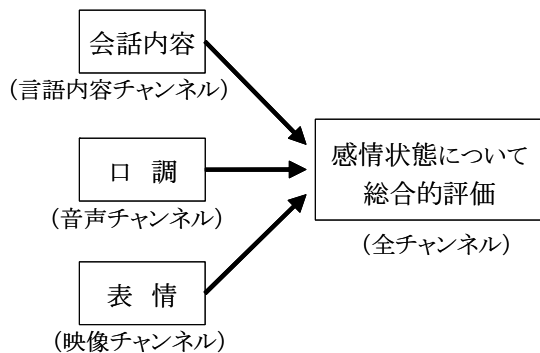 会話内容
(言語内容チャンネル)
口 調
(音声チャンネル)
表 情
(映像チャンネル)
感情状態について
総合的評価
(全チャンネル)